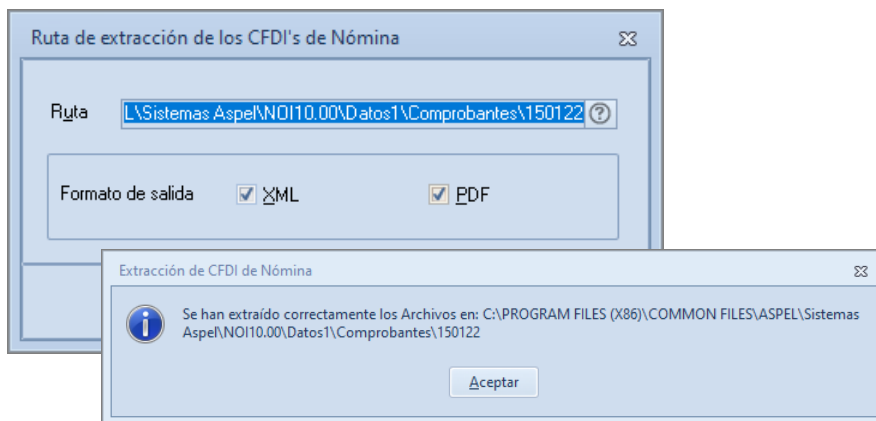 Ruta de extracción de los CFDI's de Nómina
Ruta L\Sistemas Aspel\NOI10.00\Datos1\Comprobantes\150122
Formato de salida XML PDF
Extracción de CFDI de Nómina
Se han extraído correctamente los Archivos en: C:\PROGRAM FILES (X86)\COMMON FILES\ASPEL\Sistemas
Aspel\NOI10.00\Datos1\Comprobantes\150122
Aceptar